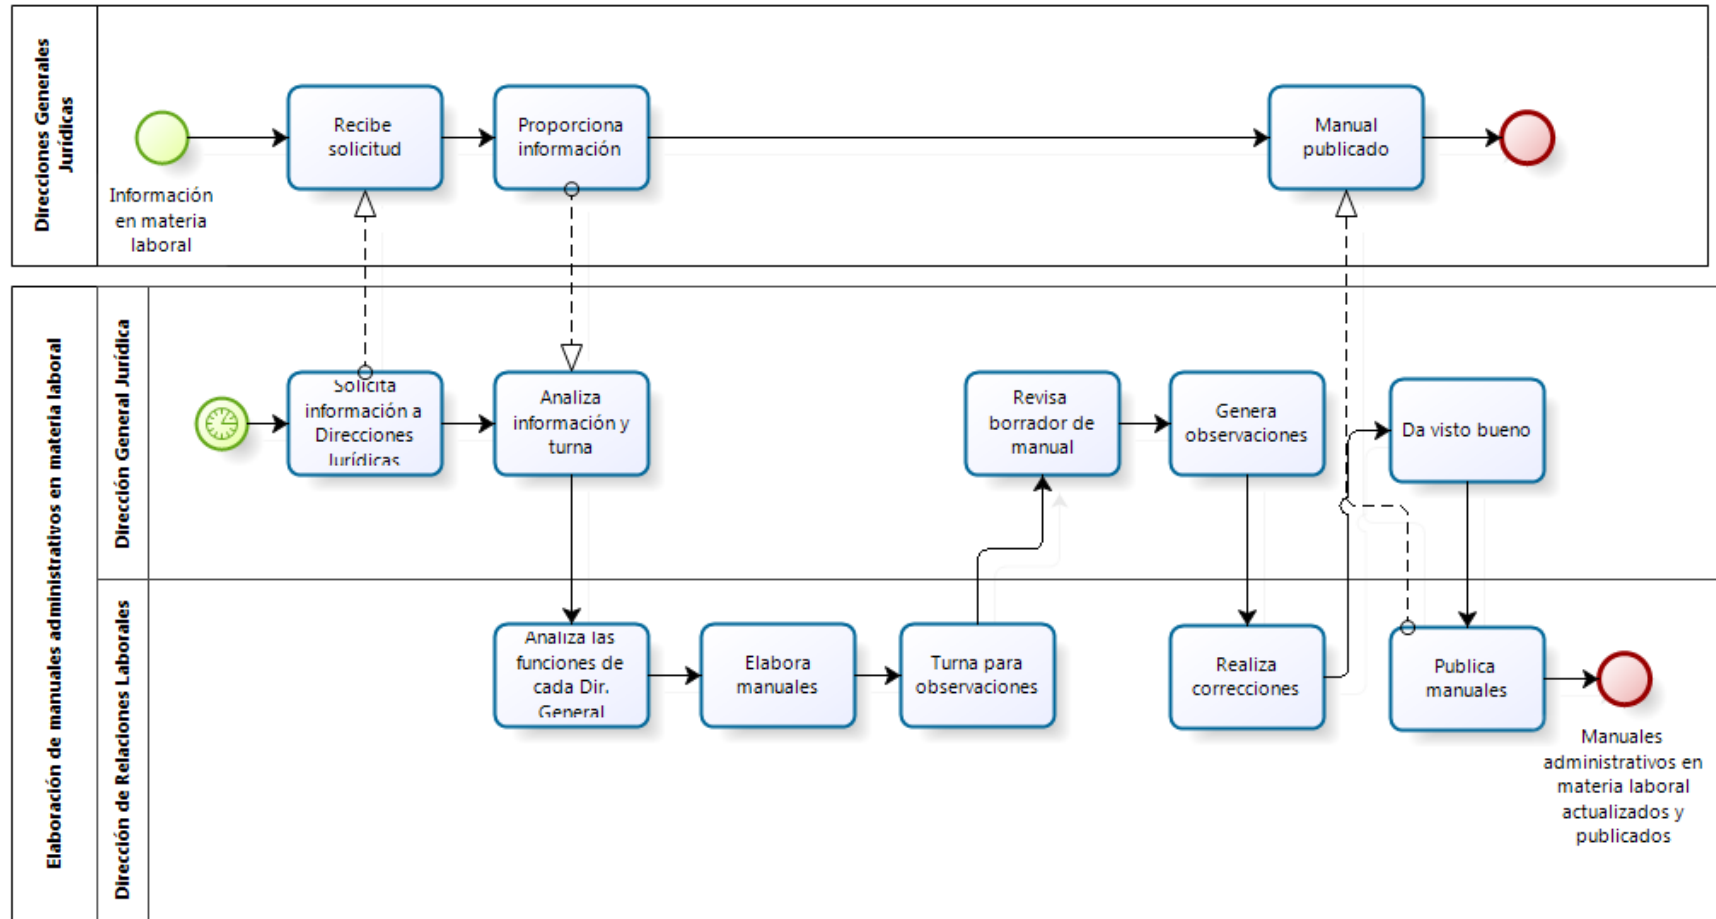 Direcciones Generales
Jurídicas
Recibe
solicitud
Proporciona
información
Manual
publicado
Información
en materia
laboral
Elaboración de manuales administrativos en materia laboral
Dirección General Jurídica
Solicita
información a
Direcciones
Jurídicas
Analiza
información y
turna
Revisa
borrador de
manual
Genera
observaciones
Da visto bueno
Dirección de Relaciones Laborales
Analiza las
funciones de
cada Dir.
General
Elabora
manuales
Turna para
observaciones
Realiza
correcciones
Publica
manuales
Manuales
administrativos en
materia laboral
actualizados y
publicados